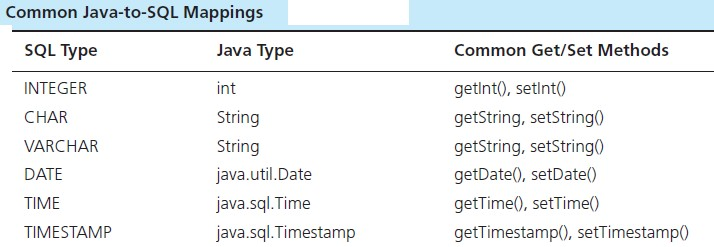 Common Java-to-SQL Mappings
SQL Type Java Type Common Get/Set Methods
INTEGER int getInt(), setInt()
CHAR String getString, setString()
VARCHAR String getString, setString()
DATE java.util.Date getDate(), setDate()
TIME java.sql.Time getTime(), setTime()
TIMESTAMP java.sql.Timestamp getTimestamp(), setTimestamp()